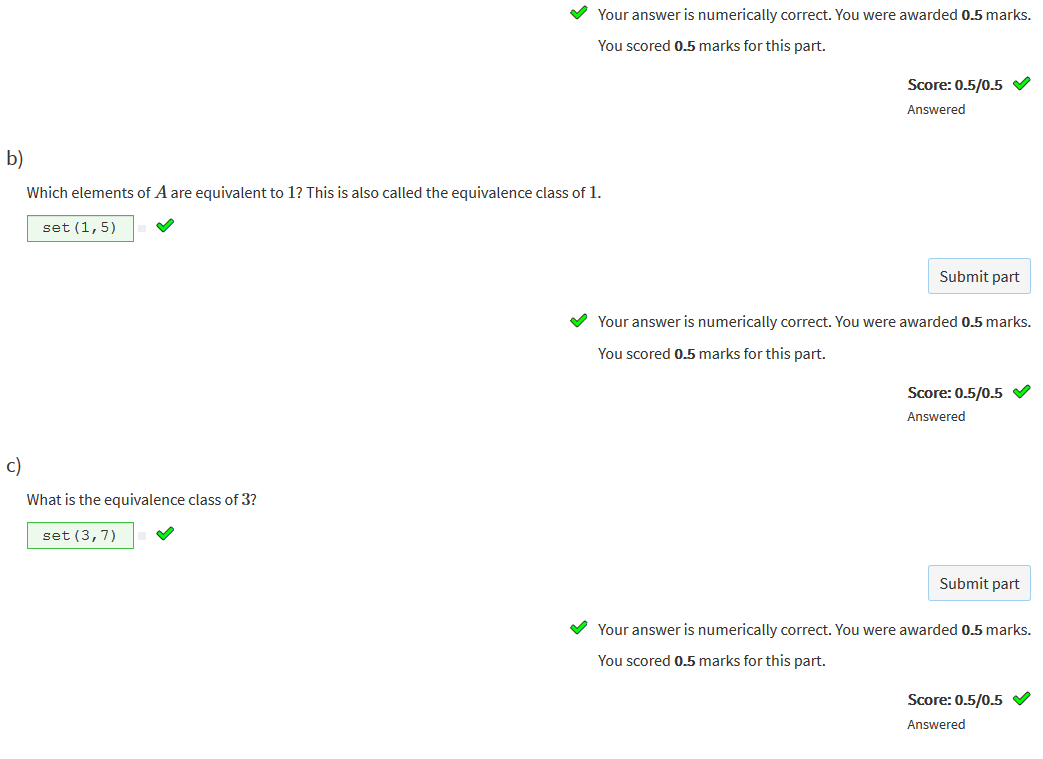 Your answer is numerically correct. You were awarded 0.5 marks.
You scored 0.5 marks for this part.
Score: 0.5/0.5
Answered
b)
Which elements of A are equivalent to 1? This is also called the equivalence class of 1.
set(1,5)
Submit part
Your answer is numerically correct. You were awarded 0.5 marks.
You scored 0.5 marks for this part.
Score: 0.5/0.5
Answered
c)
What is the equivalence class of 3?
set(3,7)
Submit part
Your answer is numerically correct. You were awarded 0.5 marks.
You scored 0.5 marks for this part.
Score: 0.5/0.5
Answered